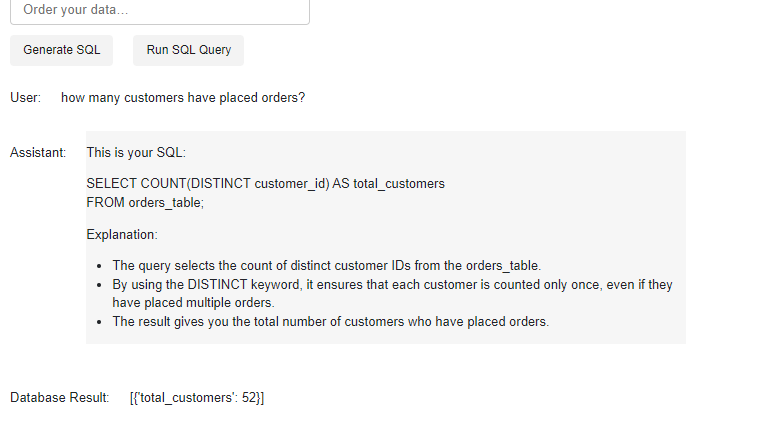 Order your data...
Generate SQL Run SQL Query
User: how many customers have placed orders?
Assistant: This is your SQL:
SELECT COUNT(DISTINCT customer_id) AS total_customers
FROM orders_table;
Explanation:
• The query selects the count of distinct customer IDs from the orders_table.
• By using the DISTINCT keyword, it ensures that each customer is counted only once, even if they
have placed multiple orders.
• The result gives you the total number of customers who have placed orders.
Database Result: [{'total_customers': 52}]